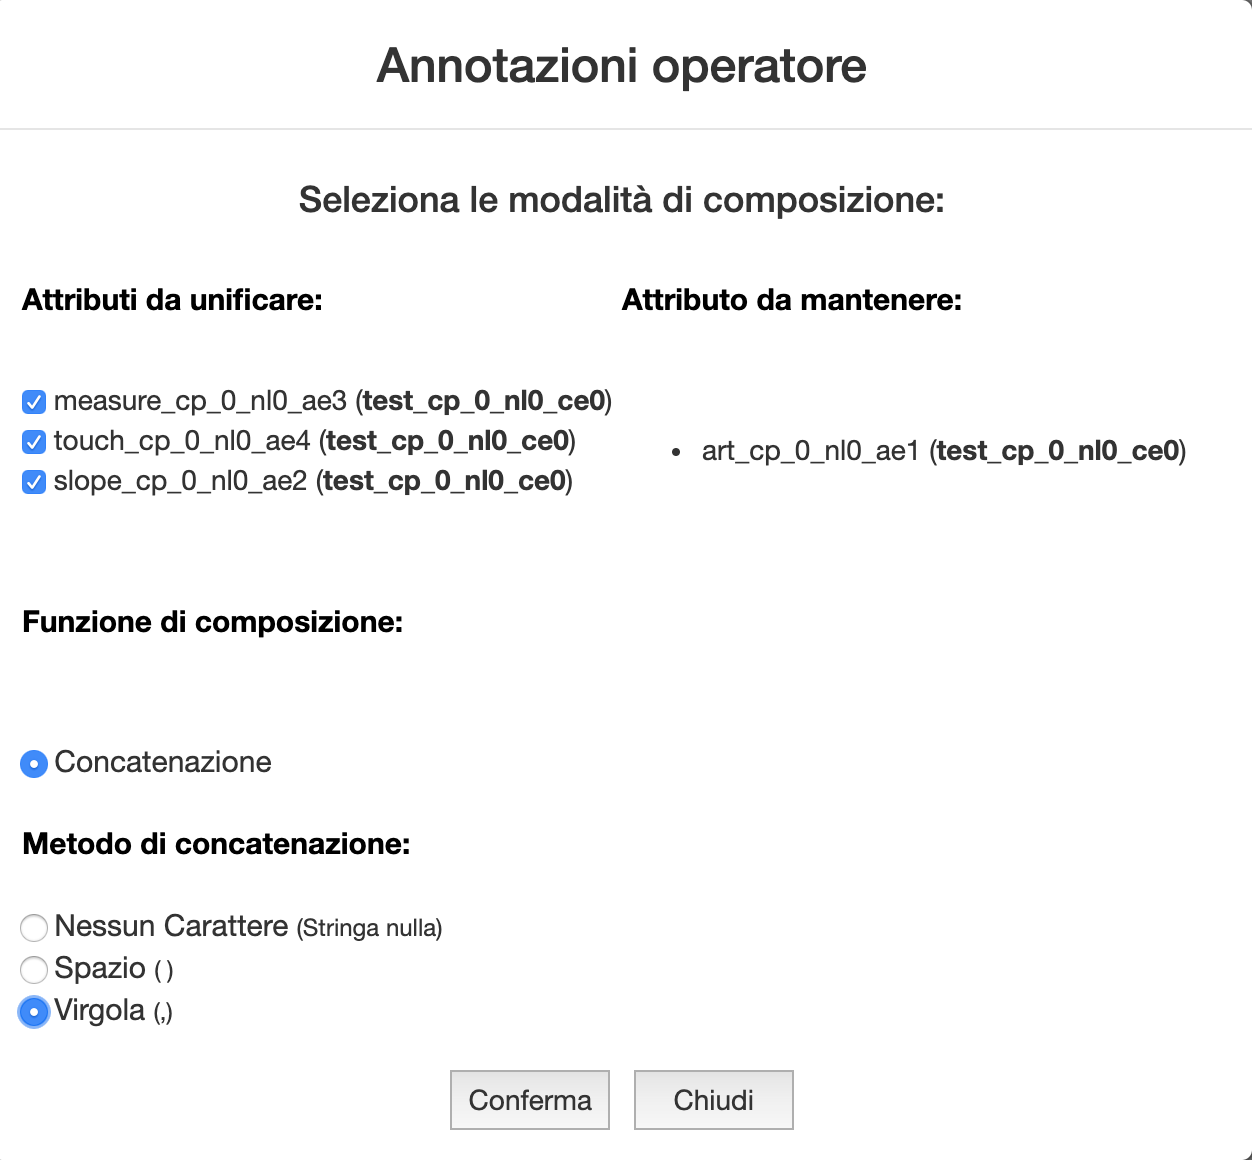 Annotazioni operatore
Seleziona le modalità di composizione:
Attributi da unificare:
Attributo da mantenere:
measure_cp_0_nl0_ae3 (test_cp_0_nl0_ce0)
touch_cp_0_nl0_ae4 (test_cp_0_nl0_ce0)
slope_cp_0_nl0_ae2 (test_cp_0_nl0_ce0)
• art_cp_0_nl0_ae1 (test_cp_0_nl0_ce0)
Funzione di composizione:
Concatenazione
Metodo di concatenazione:
Nessun Carattere (Stringa nulla)
Spazio ( )
Virgola (,)
Conferma
Chiudi